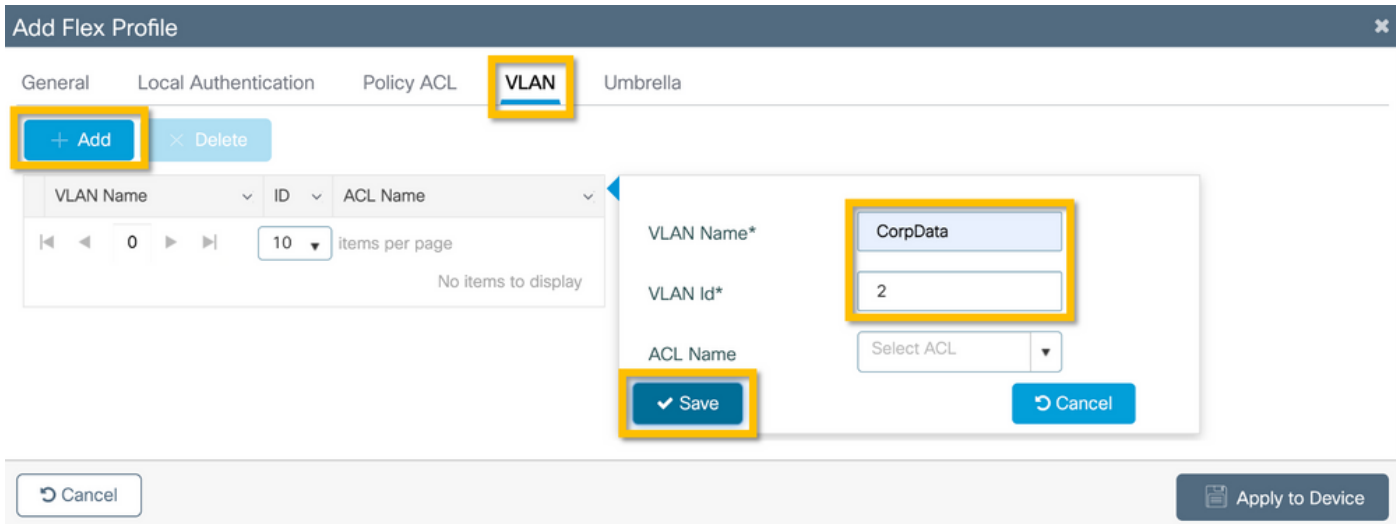 Add Flex Profile
General Local Authentication Policy ACL VLAN Umbrella
+ Add × Delete
VLAN Name ID ACL Name
0 10 items per page
No items to display
VLAN Name* CorpData
VLAN Id* 2
ACL Name Select ACL
Save Cancel
Cancel Apply to Device